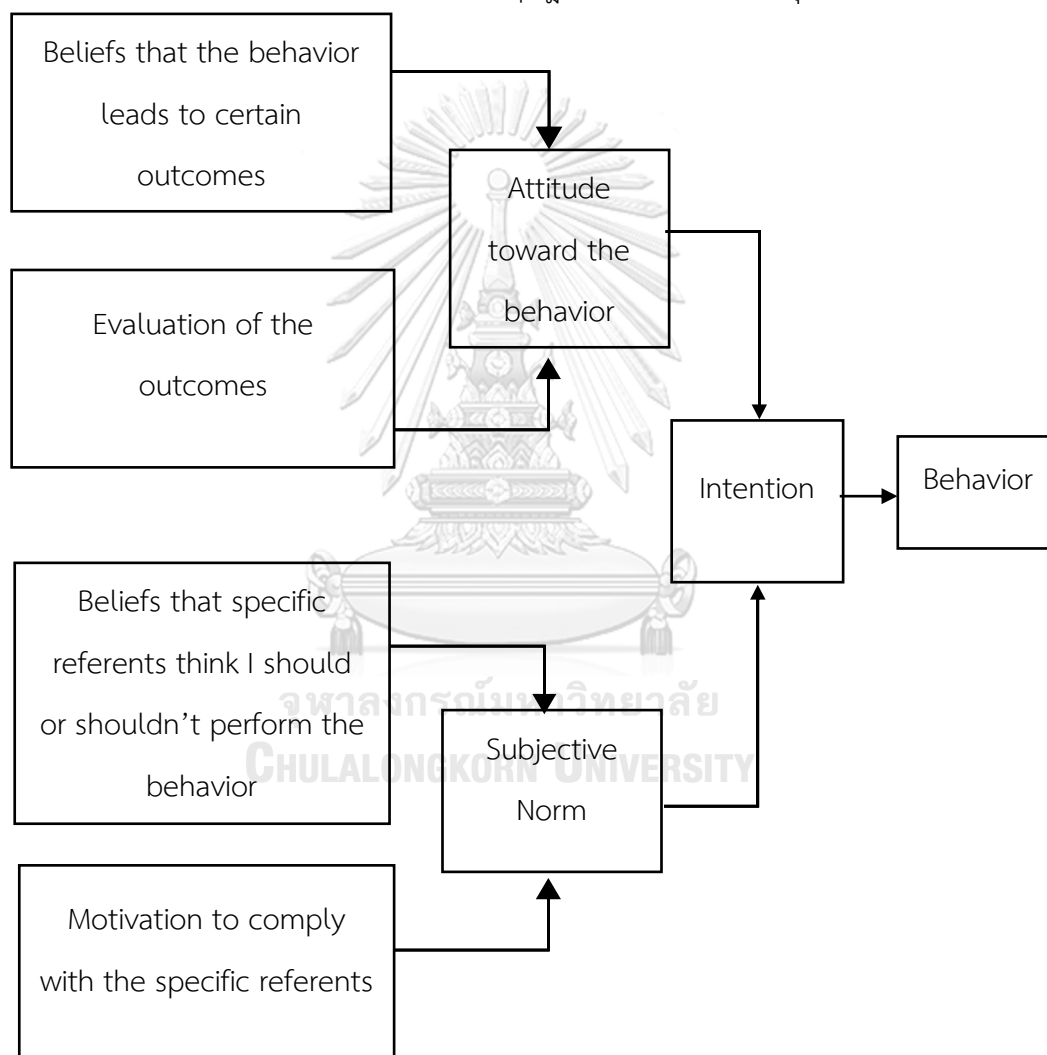 Beliefs that the behavior
leads to certain
outcomes
Attitude
toward the
behavior
Evaluation of the
outcomes
Intention
Behavior
Beliefs that specific
referents think I should
or shouldn't perform the
behavior
Subjective
Norm
Motivation to comply
with the specific referents
จุฬาลงกรณ์มหาวิทยาลัย
CHULALONGKORN UNIVERSITY